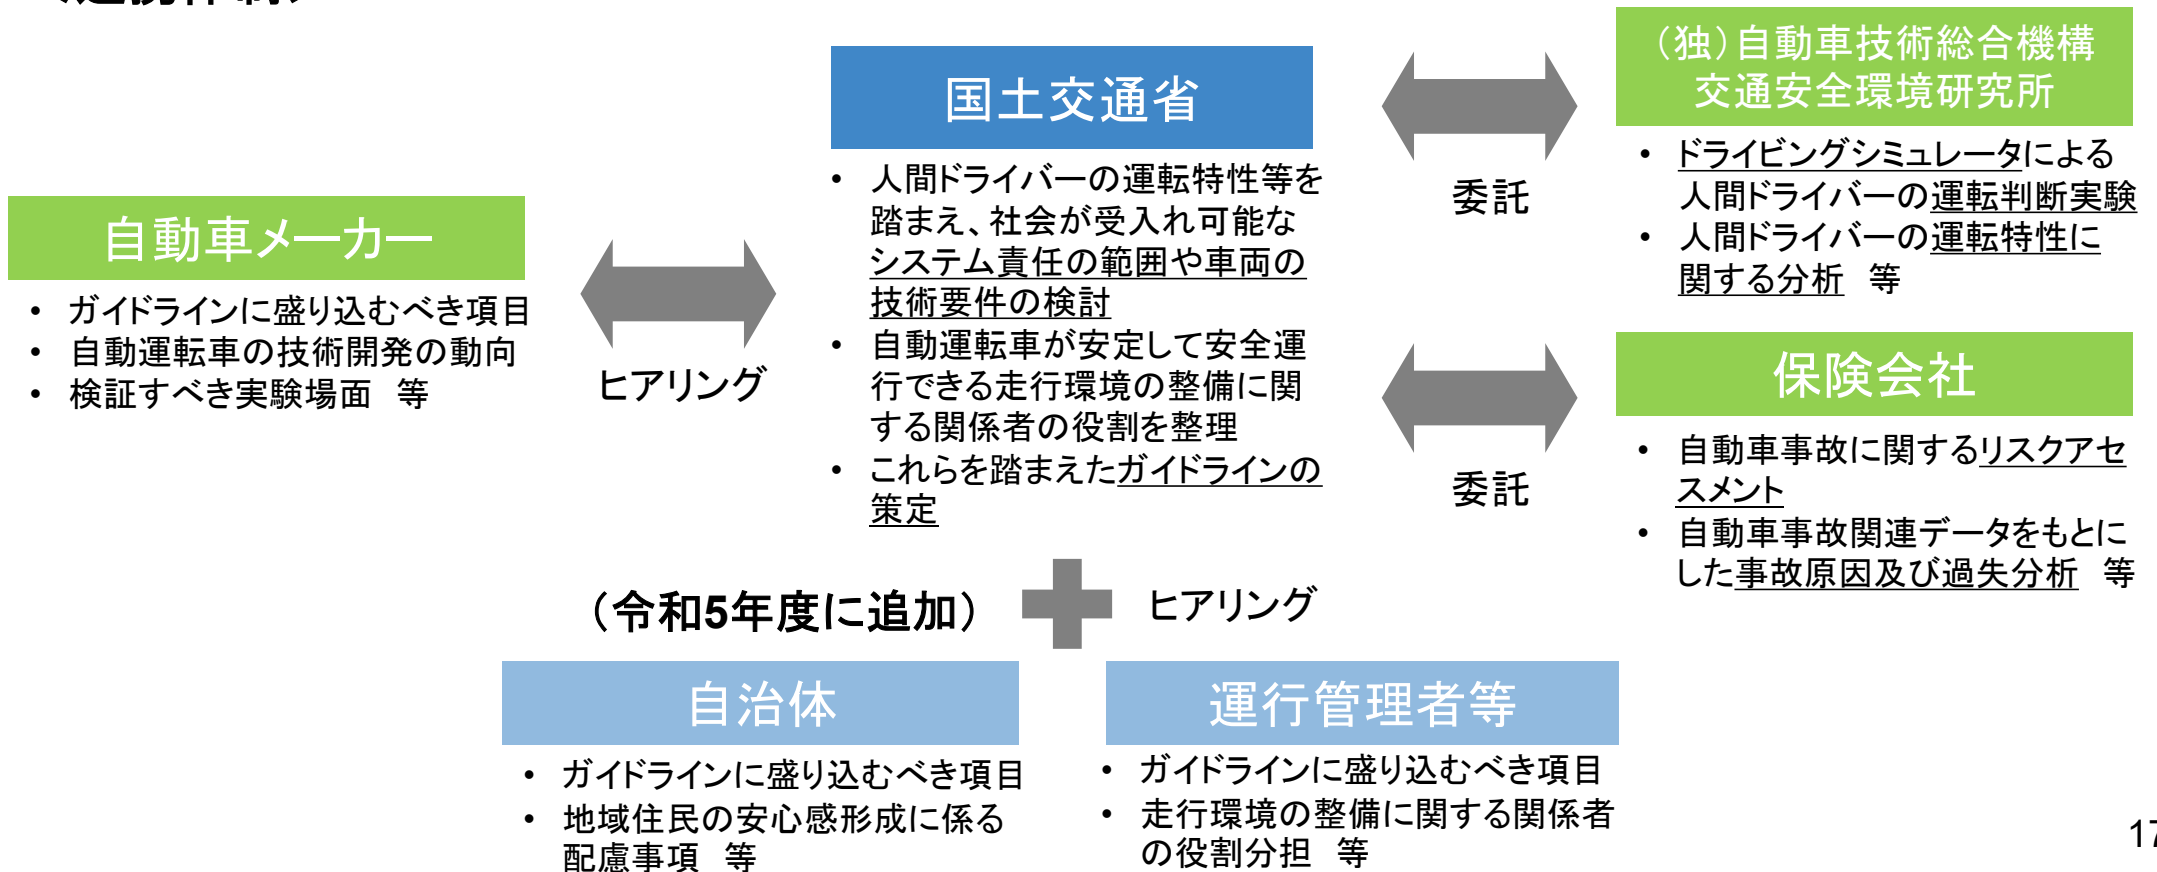 国土交通省
• 人間ドライバーの運転特性等を
踏まえ、社会が受入れ可能な
システム責任の範囲や車両の
技術要件の検討
• 自動運転車が安定して安全運
行できる走行環境の整備に関
する関係者の役割を整理
• これらを踏まえたガイドラインの
策定
自動車メーカー
• ガイドラインに盛り込むべき項目
• 自動運転車の技術開発の動向
• 検証すべき実験場面　等
ヒアリング
(独)自動車技術総合機構
交通安全環境研究所
• ドライビングシミュレータによる
人間ドライバーの運転判断実験
• 人間ドライバーの運転特性に
関する分析　等
委託
保険会社
• 自動車事故に関するリスクアセ
スメント
• 自動車事故関連データをもとに
した事故原因及び過失分析　等
委託
(令和5年度に追加)
ヒアリング
自治体
• ガイドラインに盛り込むべき項目
• 地域住民の安心感形成に係る
配慮事項　等
運行管理者等
• ガイドラインに盛り込むべき項目
• 走行環境の整備に関する関係者
の役割分担　等
17